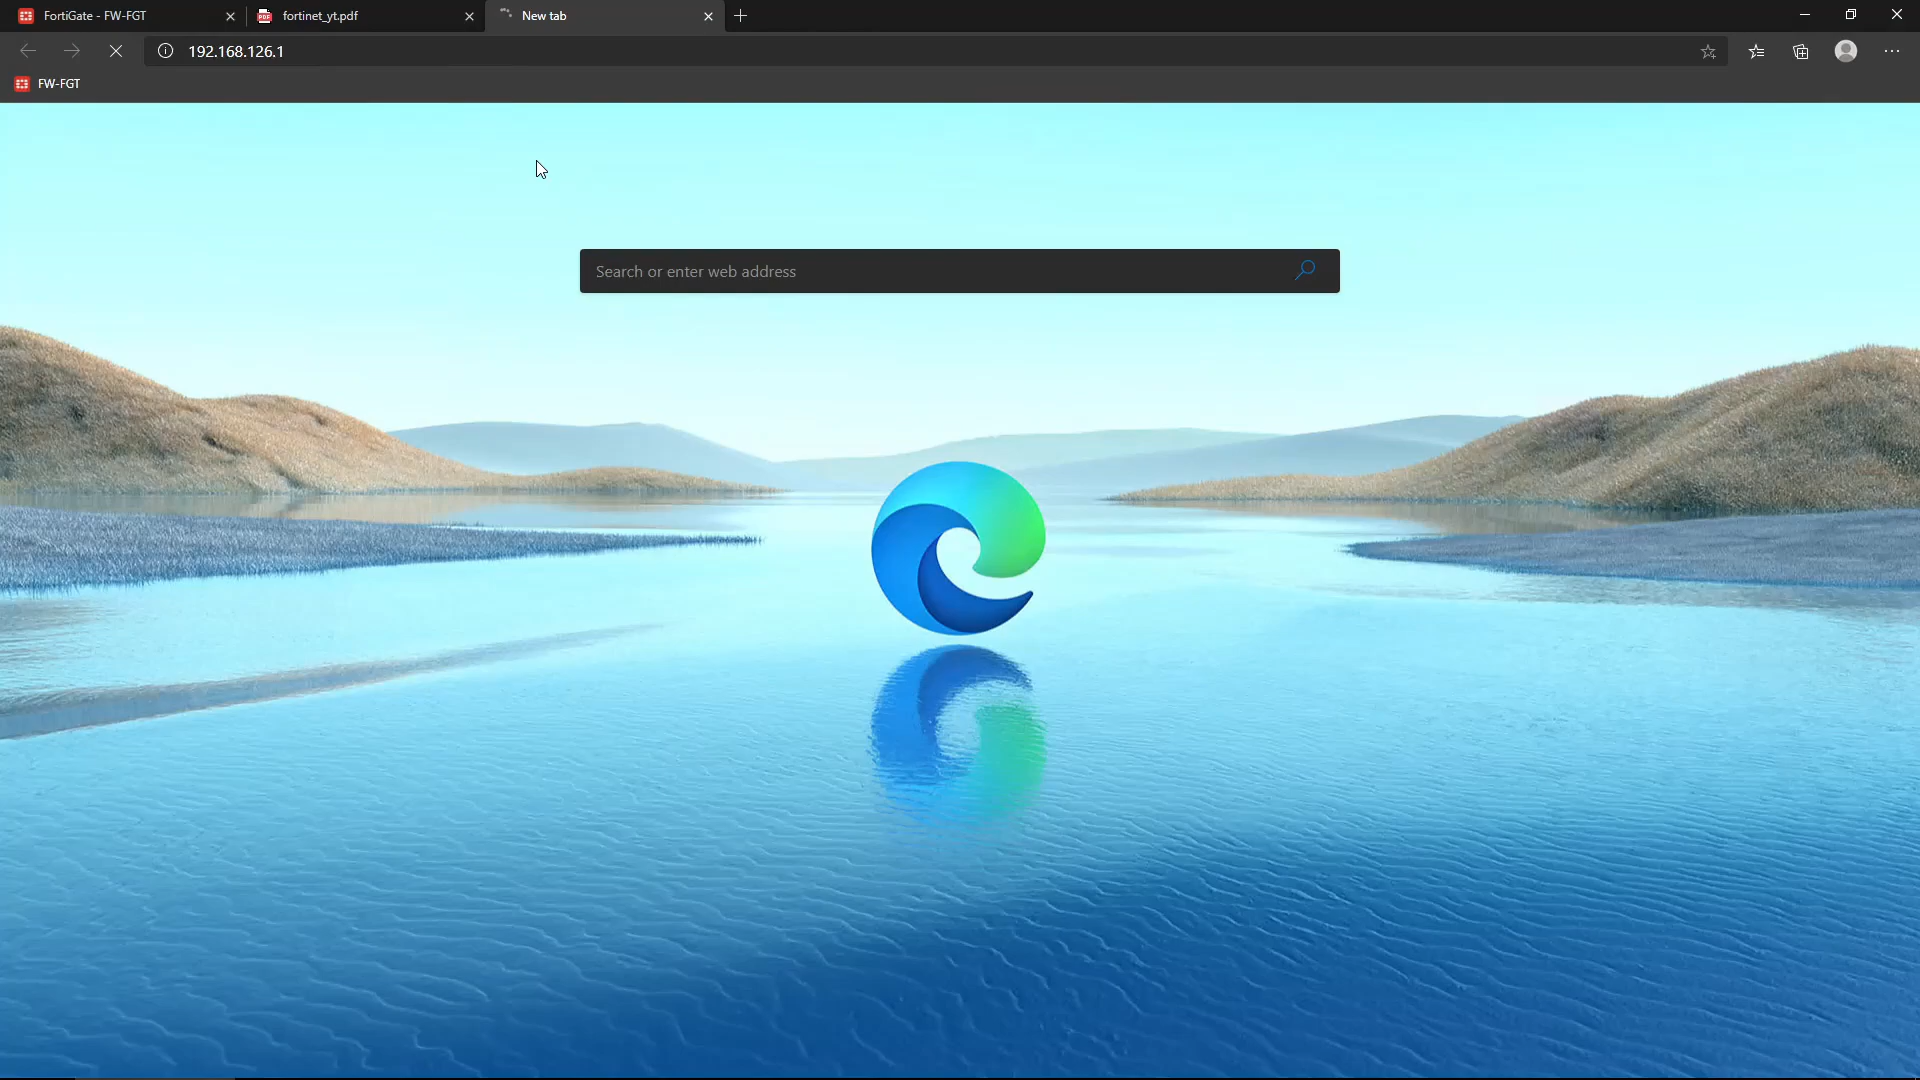 FortiGate - FW-FGT
fortinet_yt.pdf
New tab
192.168.126.1
FW-FGT
Search or enter web address